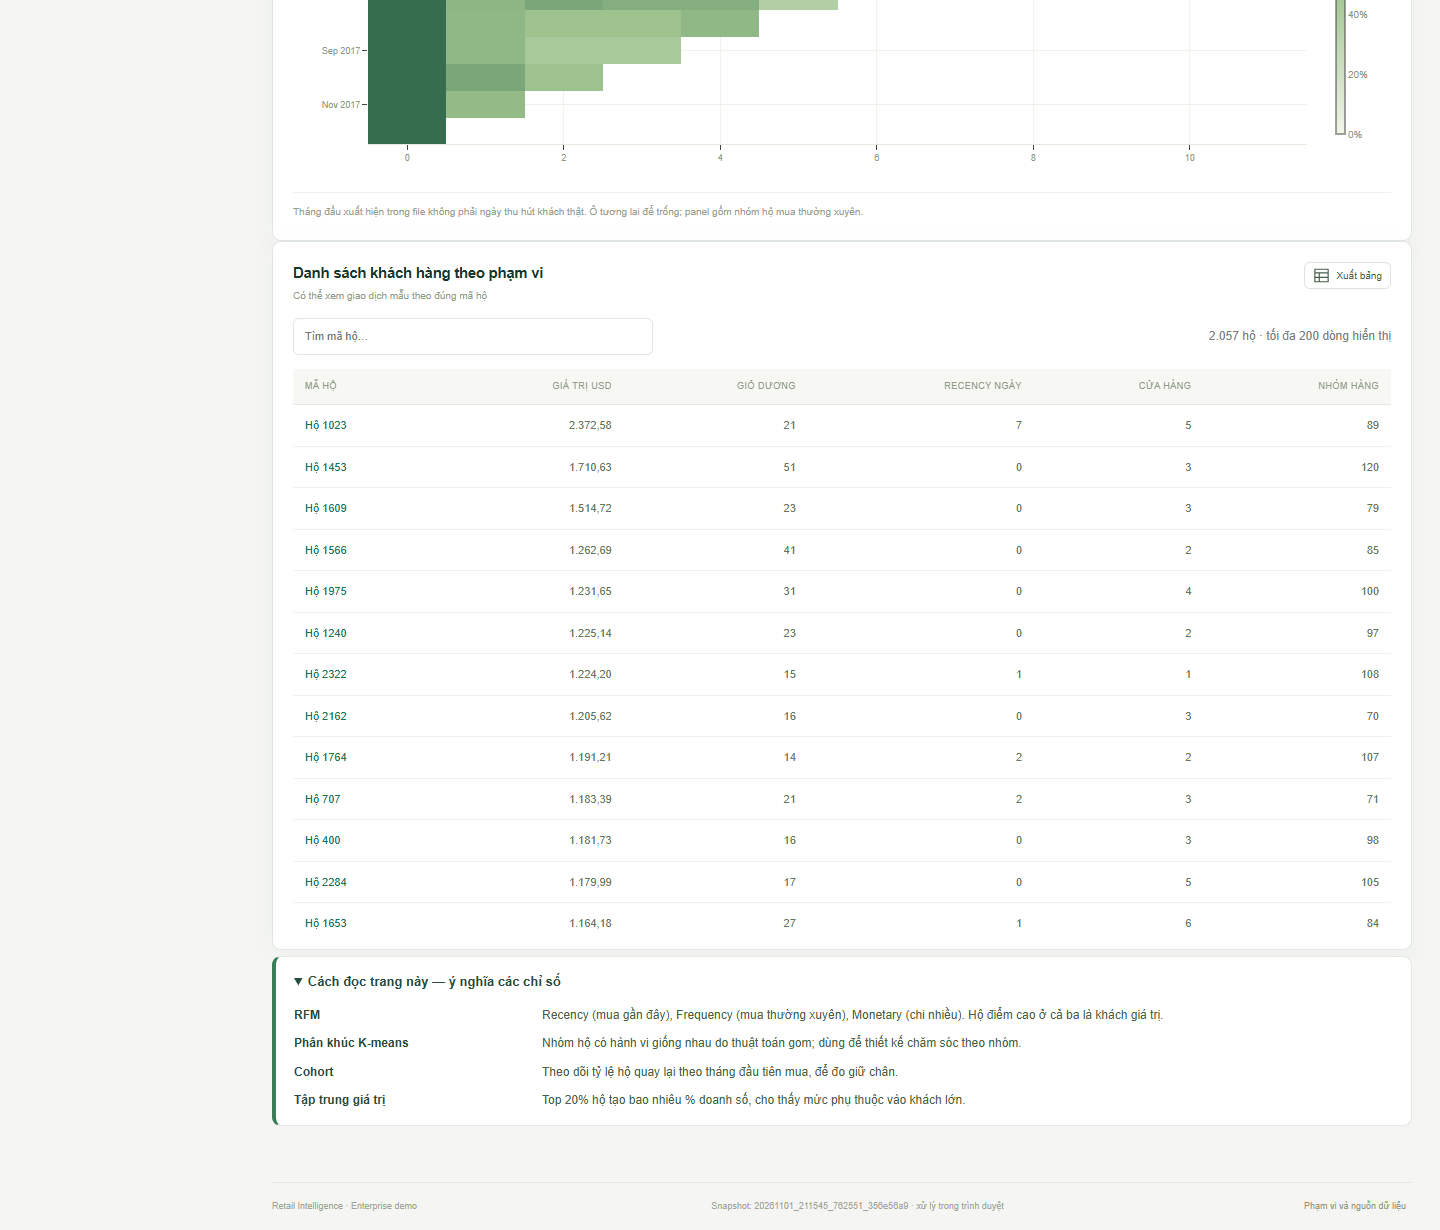 40%
Sep 2017
20%
Nov 2017
0%
0 2 4 6 8 10
Tháng đầu xuất hiện trong file không phải ngày thu hút khách thật. Ô tương lai để trống; panel gồm nhóm hộ mua thường xuyên.
Danh sách khách hàng theo phạm vi
Xuất bảng
Có thể xem giao dịch mẫu theo đúng mã hộ
Tìm mã hộ...
2.057 hộ · tối đa 200 dòng hiển thị
MÃ HỘ GIÁ TRỊ USD GIỎ DƯƠNG RECENCY NGÀY CỬA HÀNG NHÓM HÀNG
Hộ 1023 2.372,58 21 7 5 89
Hộ 1453 1.710,63 51 0 3 120
Hộ 1609 1.514,72 23 0 3 79
Hộ 1566 1.262,69 41 0 2 85
Hộ 1975 1.231,65 31 0 4 100
Hộ 1240 1.225,14 23 0 2 97
Hộ 2322 1.224,20 15 1 1 108
Hộ 2162 1.205,62 16 0 3 70
Hộ 1764 1.191,21 14 2 2 107
Hộ 707 1.183,39 21 2 3 71
Hộ 400 1.181,73 16 0 3 98
Hộ 2284 1.179,99 17 0 5 105
Hộ 1653 1.164,18 27 1 6 84
▼ Cách đọc trang này — ý nghĩa các chỉ số
RFM Recency (mua gần đây), Frequency (mua thường xuyên), Monetary (chi nhiều). Hộ điểm cao ở cả ba là khách giá trị.
Phân khúc K-means Nhóm hộ có hành vi giống nhau do thuật toán gom; dùng để thiết kế chăm sóc theo nhóm.
Cohort Theo dõi tỷ lệ hộ quay lại theo tháng đầu tiên mua, để đo giữ chân.
Tập trung giá trị Top 20% hộ tạo bao nhiêu % doanh số, cho thấy mức phụ thuộc vào khách lớn.
Retail Intelligence · Enterprise demo Snapshot: 20261101_211545_762551_356e56a9 · xử lý trong trình duyệt Phạm vi và nguồn dữ liệu